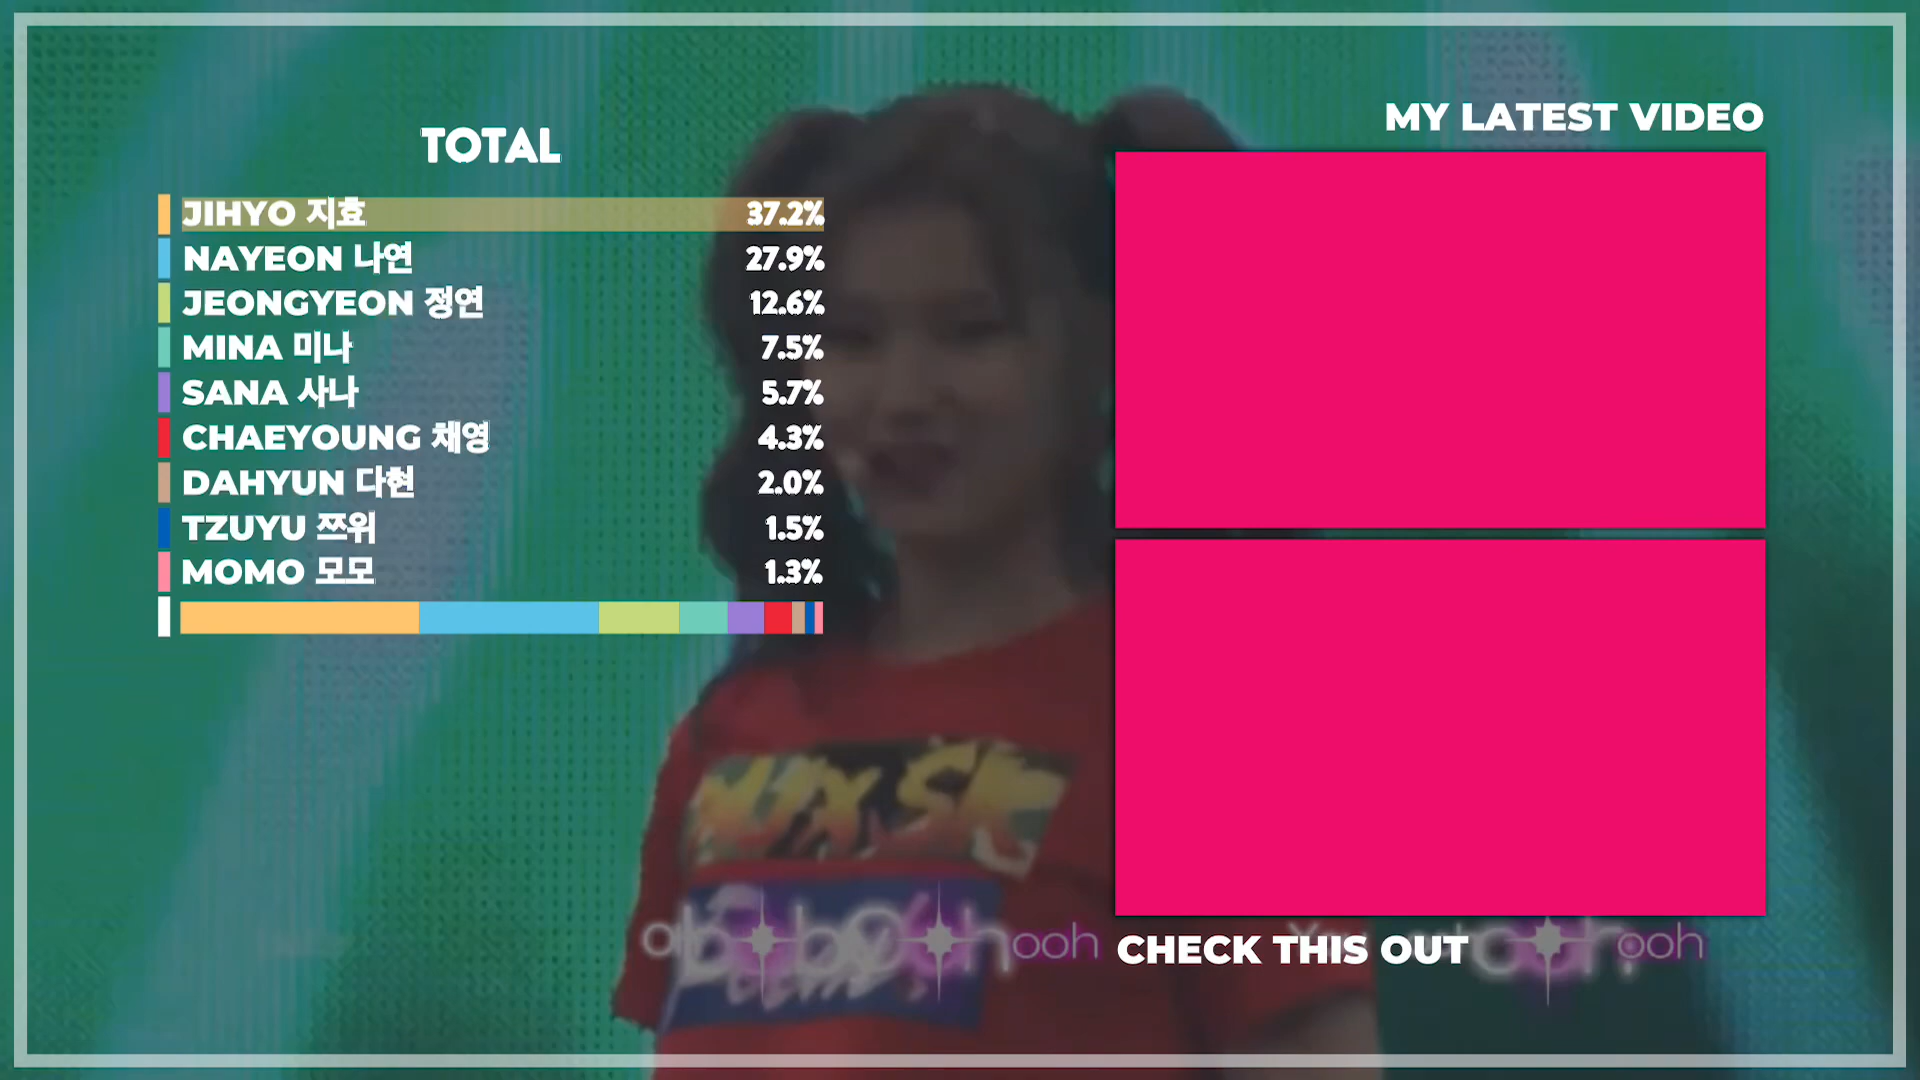 TOTAL
JIHYO 지효 37.2%
NAYEON 나연 27.9%
JEONGYEON 정연 12.6%
MINA 미나 7.5%
SANA 사나 5.7%
CHAEYOUNG 채영 4.3%
DAHYUN 다현 2.0%
TZUYU 쯔위 1.5%
MOMO 모모 1.3%
MY LATEST VIDEO
ooh
CHECK THIS OUT
ooh